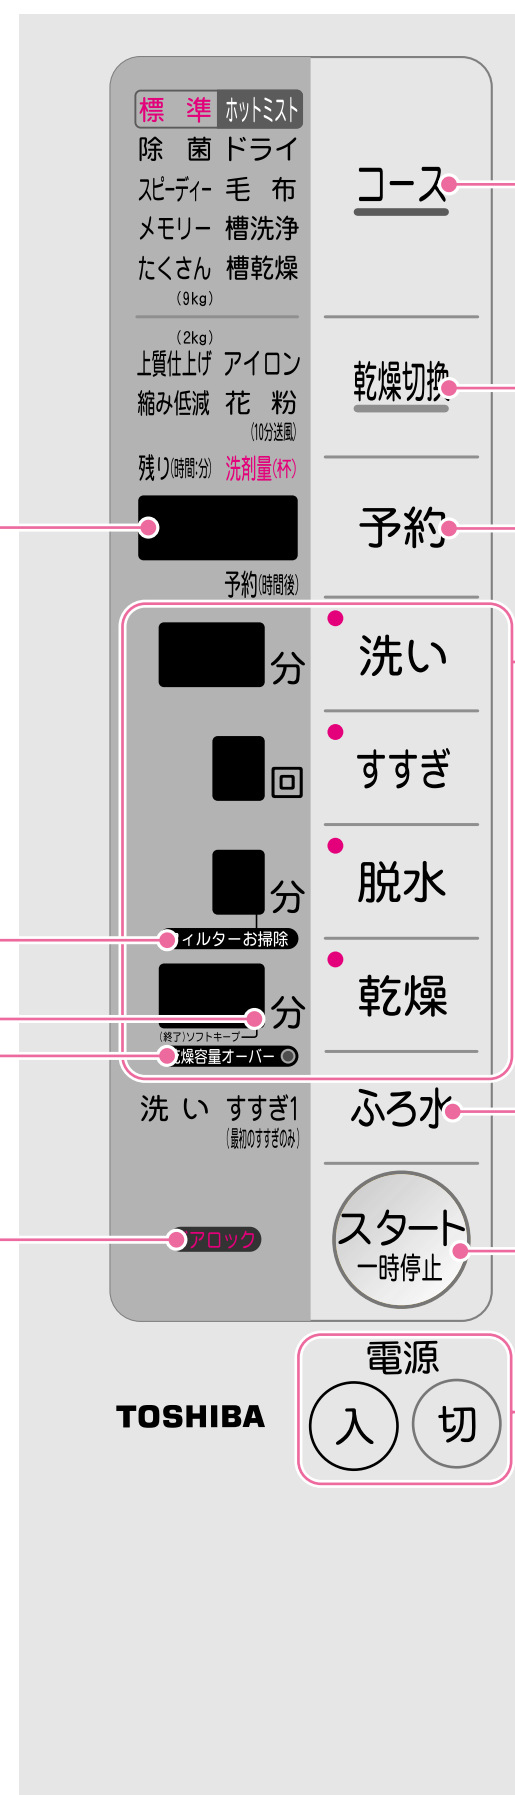 標準 ホットミスト
除菌 ドライ
スピーディー 毛布
メモリー 槽洗浄
たくさん 槽乾燥
(9kg)
(2kg)
上質仕上げ アイロン
縮み低減 花粉
(10分送風)
残り(時間:分) 洗剤量(杯)
予約(時間後)
分
回
分
フィルターお掃除
分
(終了)ソフトキープ
乾燥容量オーバー
洗い すすぎ1
(最初のすすぎのみ)
アロック
コース
乾燥切換
予約
洗い
すすぎ
脱水
乾燥
ふろ水
スタート
一時停止
電源
入 切
TOSHIBA